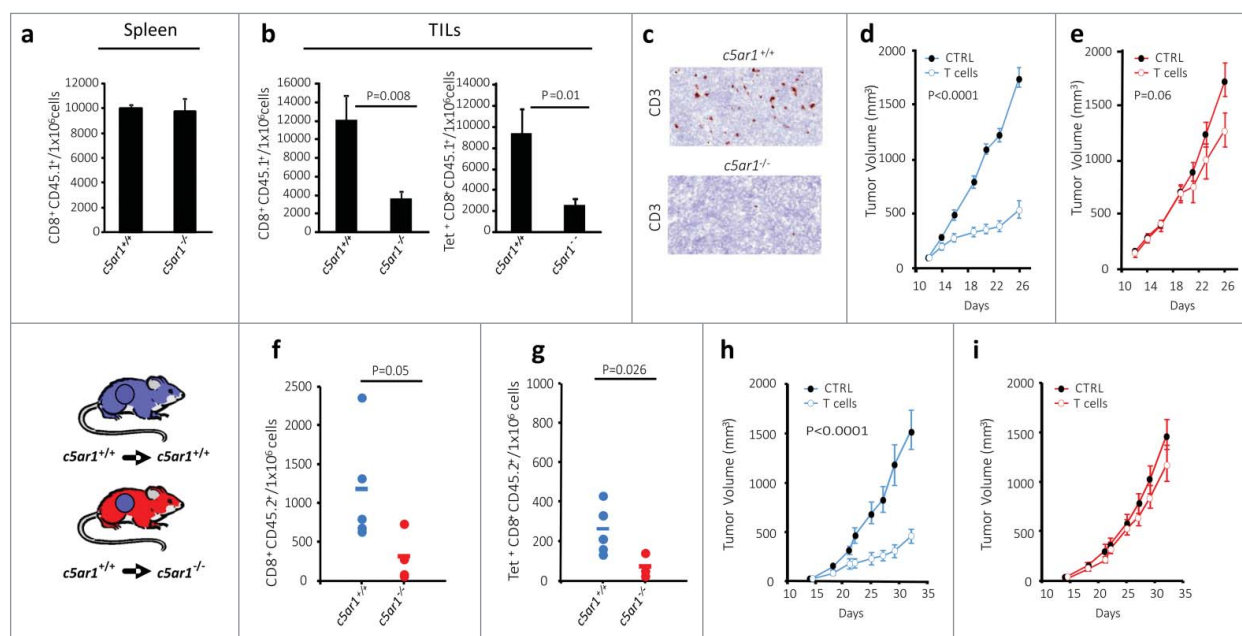 a
Spleen
CD8⁺ CD45.1⁺/1x10⁶cells
12000
10000
8000
6000
4000
2000
0
c5ar1⁺/⁺
c5ar1⁻/⁻
b
TILs
CD8⁺ CD45.1⁺/1x10⁶cells
16000
14000
12000
10000
8000
6000
4000
2000
0
P=0.008
c5ar1⁺/⁺
c5ar1⁻/⁻
Tet⁺ CD8⁺ CD45.1⁺/1x10⁶cells
14000
12000
10000
8000
6000
4000
2000
0
P=0.01
c5ar1⁺/⁺
c
c5ar1⁺/⁺
CD3
c5ar1⁻/⁻
CD3
d
Tumor Volume (mm³)
2000
1500
1000
500
0
CTRL
T cells
P<0.0001
10 14 18 22 26
Days
e
Tumor Volume (mm³)
2000
1500
1000
500
0
CTRL
T cells
P=0.06
10 14 18 22 26
Days
c5ar1⁺/⁺ c5ar1⁺/⁺
c5ar1⁺/⁺ c5ar1⁻/⁻
f
CD8⁺ CD45.2⁺/1x10⁶ cells
2500
2000
1500
1000
500
0
P=0.05
c5ar1⁺/⁺
c5ar1⁻/⁻
g
Tet⁺ CD8⁺ CD45.2⁺/1x10⁶ cells
1000
800
600
400
200
0
P=0.026
c5ar1⁺/⁺
c5ar1⁻/⁻
h
Tumor Volume (mm³)
2000
1500
1000
500
0
CTRL
T cells
P<0.0001
10 15 20 25 30 35
Days
i
Tumor Volume (mm³)
2000
1500
1000
500
0
CTRL
T cells
10 15 20 25 30 35
Days